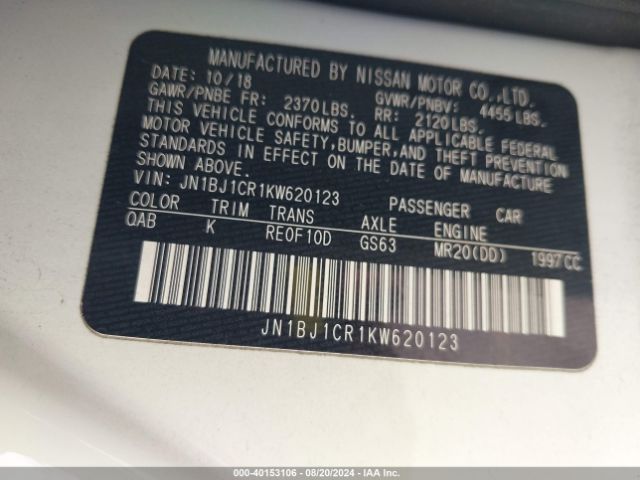 MANUFACTURED BY NISSAN MOTOR CO.,LTD.
DATE: 10/18 GVWR/PNBV: 4455 LBS.
GAWR/PNBE FR: 2370LBS. RR: 2120LBS.
THIS VEHICLE CONFORMS TO ALL APPLICABLE FEDERAL
MOTOR VEHICLE SAFETY,BUMPER,AND THEFT PREVENTION
STANDARDS IN EFFECT ON THE DATE OF MANUFACTURE
SHOWN ABOVE.
VIN: JN1BJ1CR1KW620123 PASSENGER CAR
COLOR TRIM TRANS AXLE ENGINE
QAB K RE0F10D GS63 MR20(DD) 1997CC
JN1BJ1CR1KW620123
000-40153106 - 08/20/2024 - IAA Inc.